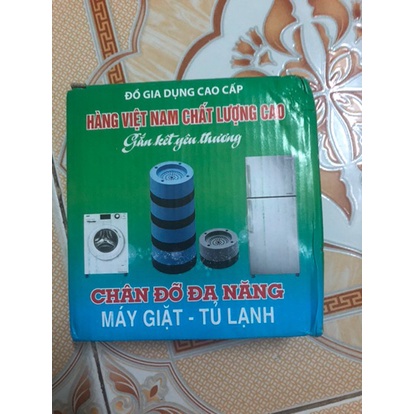 ĐỒ GIA DỤNG CAO CẤP
HÀNG VIỆT NAM CHẤT LƯỢNG CAO
Gắn kết yêu thương
CHÂN ĐỠ ĐA NĂNG
MÁY GIẶT - TỦ LẠNH